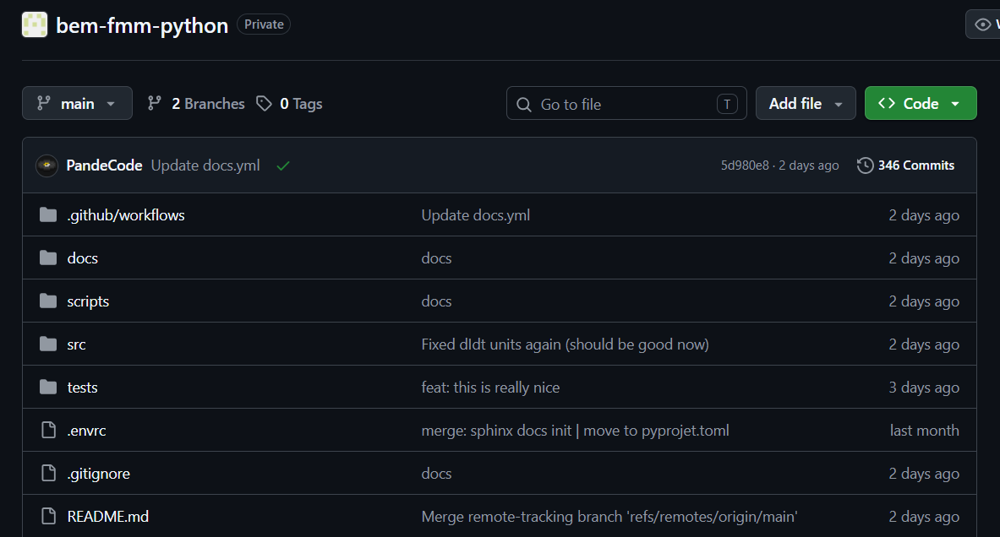 bem-fmm-python Private
main 2 Branches 0 Tags Go to file T Add file Code
PandeCode Update docs.yml 5d980e8 · 2 days ago 346 Commits
.github/workflows Update docs.yml 2 days ago
docs docs 2 days ago
scripts docs 2 days ago
src Fixed dIdt units again (should be good now) 2 days ago
tests feat: this is really nice 3 days ago
.envrc merge: sphinx docs init | move to pyprojet.toml last month
.gitignore docs 2 days ago
README.md Merge remote-tracking branch 'refs/remotes/origin/main' 2 days ago